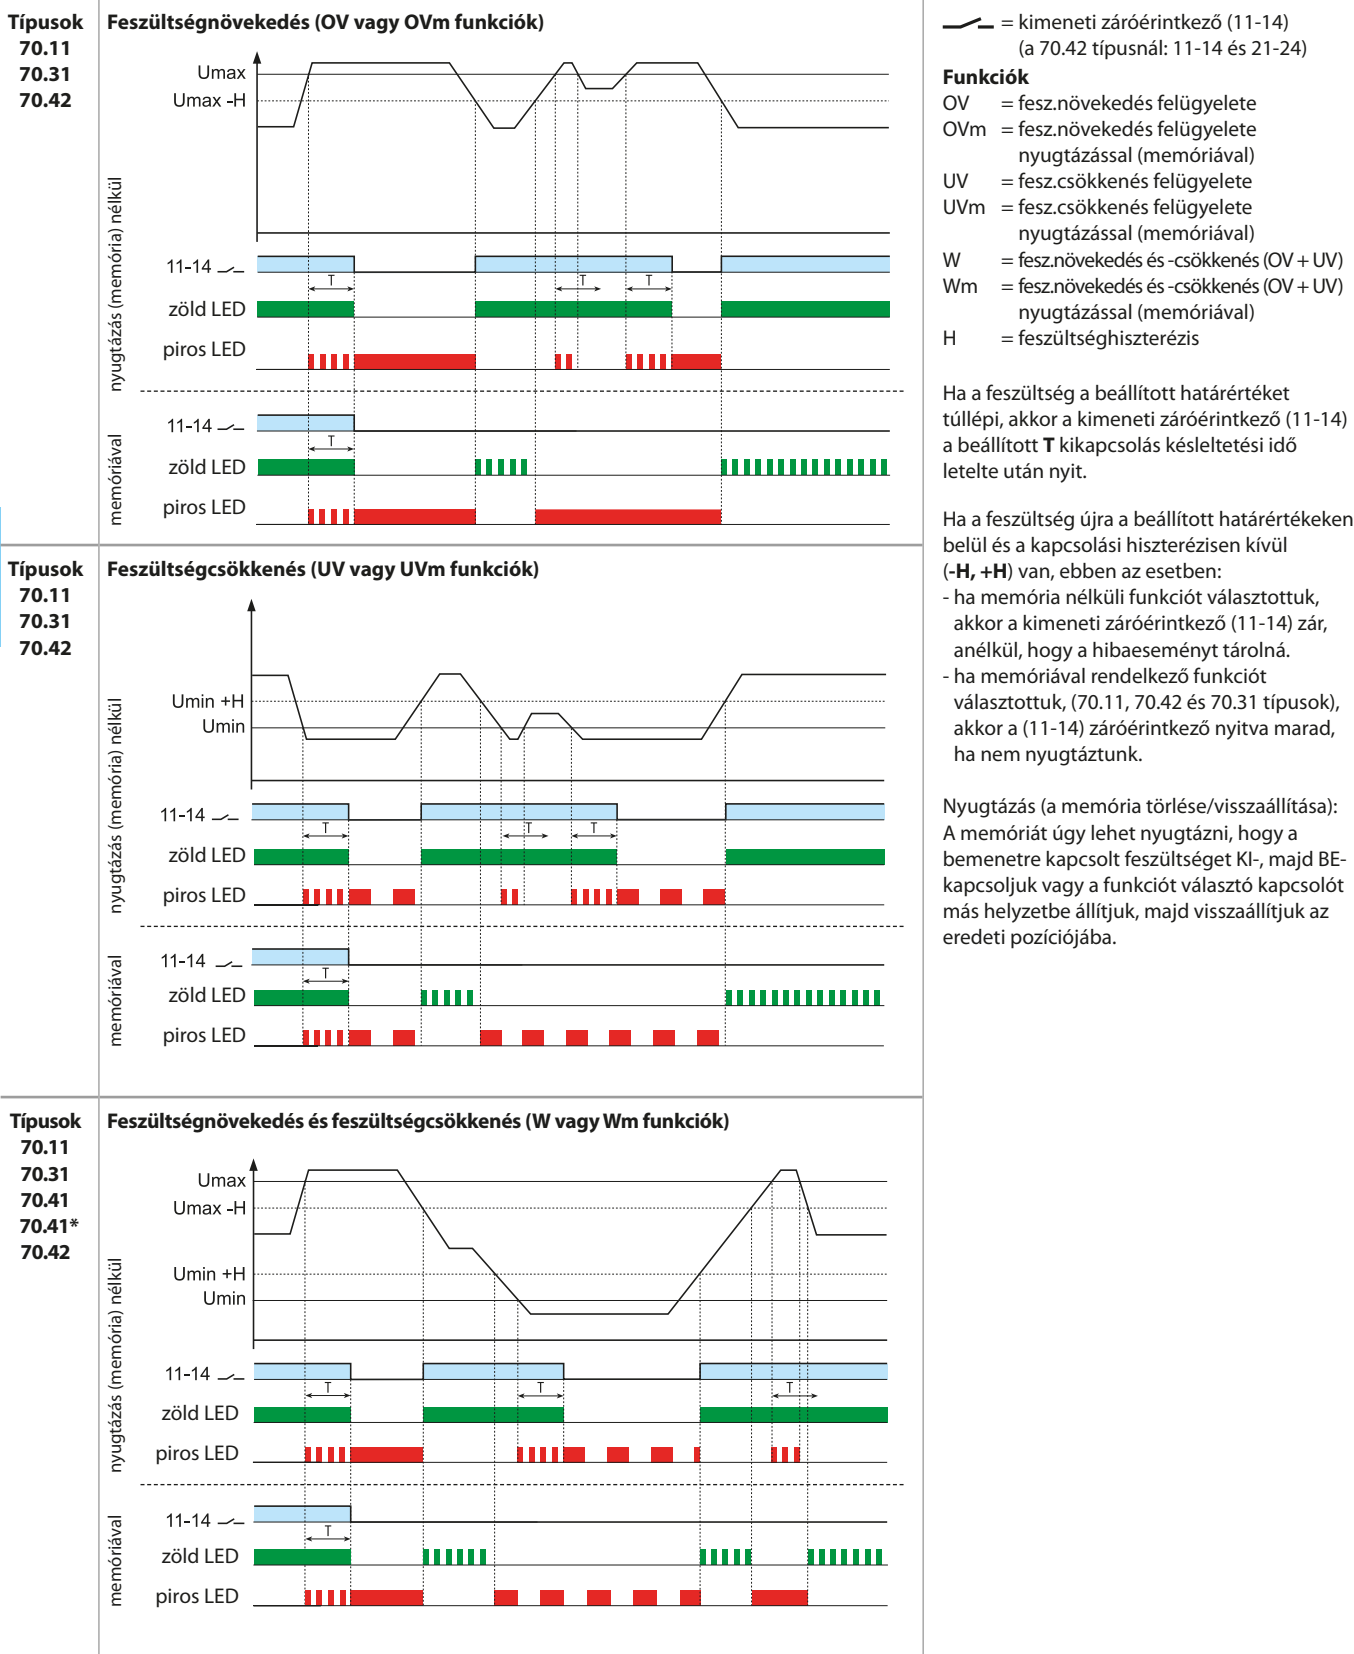 Típusok
70.11
70.31
70.42
Feszültségnövekedés (OV vagy OVm funkciók)
Umax
Umax -H
nyugtázás (memória) nélkül
11-14
T
T
T
zöld LED
piros LED
memóriával
11-14
T
zöld LED
piros LED
Típusok
70.11
70.31
70.42
Feszültségcsökkenés (UV vagy UVm funkciók)
Umin +H
Umin
nyugtázás (memória) nélkül
11-14
T
T
T
zöld LED
piros LED
memóriával
11-14
T
zöld LED
piros LED
Típusok
70.11
70.31
70.41
70.41*
70.42
Feszültségnövekedés és feszültségcsökkenés (W vagy Wm funkciók)
Umax
Umax -H
Umin +H
Umin
nyugtázás (memória) nélkül
11-14
T
T
T
zöld LED
piros LED
memóriával
11-14
T
zöld LED
piros LED
= kimeneti záróérintkező (11-14)
(a 70.42 típusnál: 11-14 és 21-24)
Funkciók
OV = fesz.növekedés felügyelete
OVm = fesz.növekedés felügyelete
nyugtázással (memóriával)
UV = fesz.csökkenés felügyelete
UVm = fesz.csökkenés felügyelete
nyugtázással (memóriával)
W = fesz.növekedés és -csökkenés (OV + UV)
Wm = fesz.növekedés és -csökkenés (OV + UV)
nyugtázással (memóriával)
H = feszültséghiszterézis
Ha a feszültség a beállított határértéket
túllépi, akkor a kimeneti záróérintkező (11-14)
a beállított T kikapcsolás késleltetési idő
letelte után nyit.
Ha a feszültség újra a beállított határértékeken
belül és a kapcsolási hiszterézisen kívül
(-H, +H) van, ebben az esetben:
- ha memória nélküli funkciót választottuk,
akkor a kimeneti záróérintkező (11-14) zár,
anélkül, hogy a hibaeseményt tárolná.
- ha memóriával rendelkező funkciót
választottuk, (70.11, 70.42 és 70.31 típusok),
akkor a (11-14) záróérintkező nyitva marad,
ha nem nyugtáztunk.
Nyugtázás (a memória törlése/visszaállítása):
A memóriát úgy lehet nyugtázni, hogy a
bemenetre kapcsolt feszültséget KI-, majd BE-
kapcsoljuk vagy a funkciót választó kapcsolót
más helyzetbe állítjuk, majd visszaállítjuk az
eredeti pozíciójába.